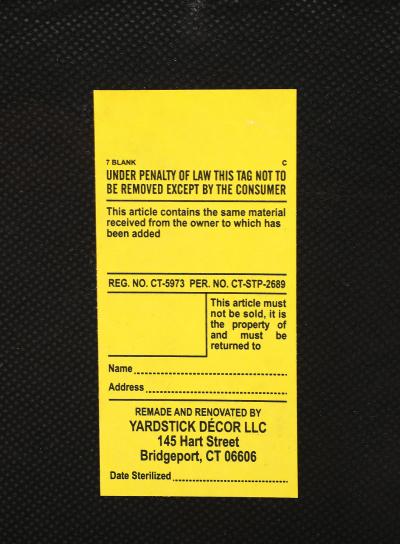 7 BLANK C
UNDER PENALTY OF LAW THIS TAG NOT TO
BE REMOVED EXCEPT BY THE CONSUMER
This article contains the same material
received from the owner to which has
been added
REG. NO. CT-5973 PER. NO. CT-STP-2689
This article must
not be sold, it is
the property of
and must be
returned to
Name
Address
REMADE AND RENOVATED BY
YARDSTICK DÉCOR LLC
145 Hart Street
Bridgeport, CT 06606
Date Sterilized